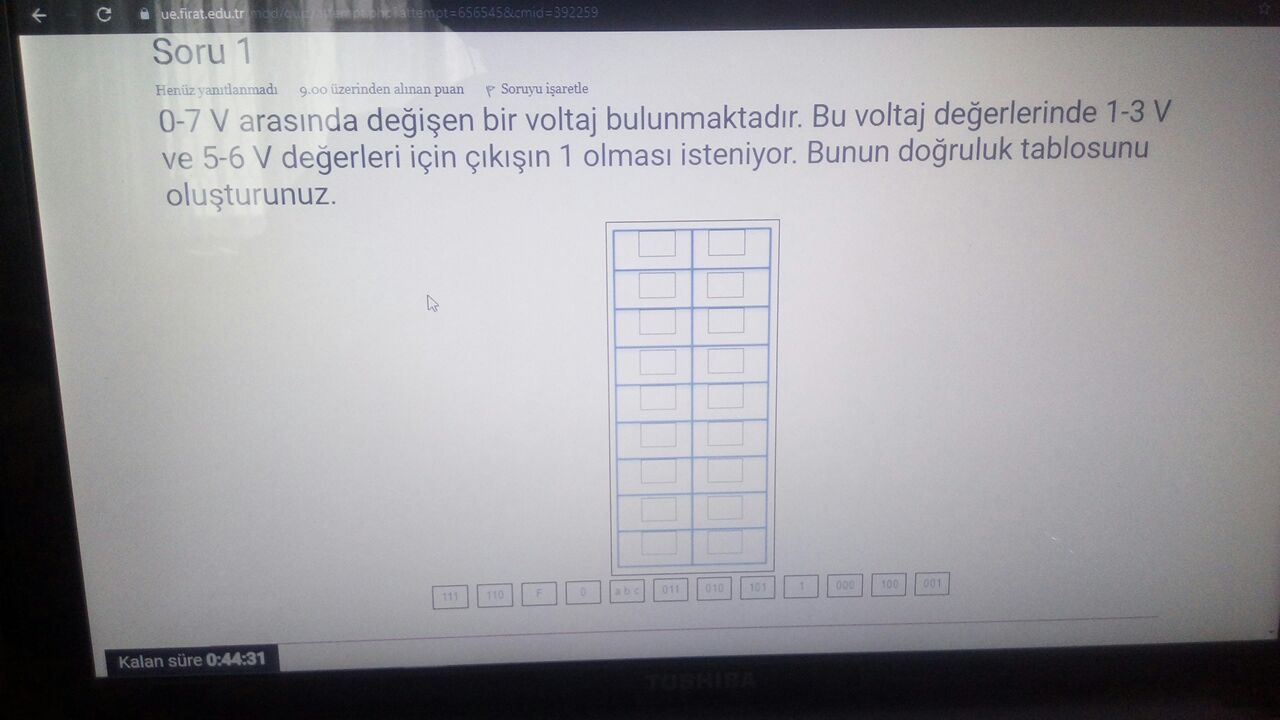 ue.firat.edu.tr/mod/quiz/attempt.php?attempt=656545&cmid=392259
Soru 1
Henüz yanıtlanmadı 9.00 üzerinden alınan puan Soruyu işaretle
0-7 V arasında değişen bir voltaj bulunmaktadır. Bu voltaj değerlerinde 1-3 V
ve 5-6 V değerleri için çıkışın 1 olması isteniyor. Bunun doğruluk tablosunu
oluşturunuz.
111 110 F 0 a b c 011 010 101 1 000 100 001
Kalan süre 0:44:31
TOSHIBA